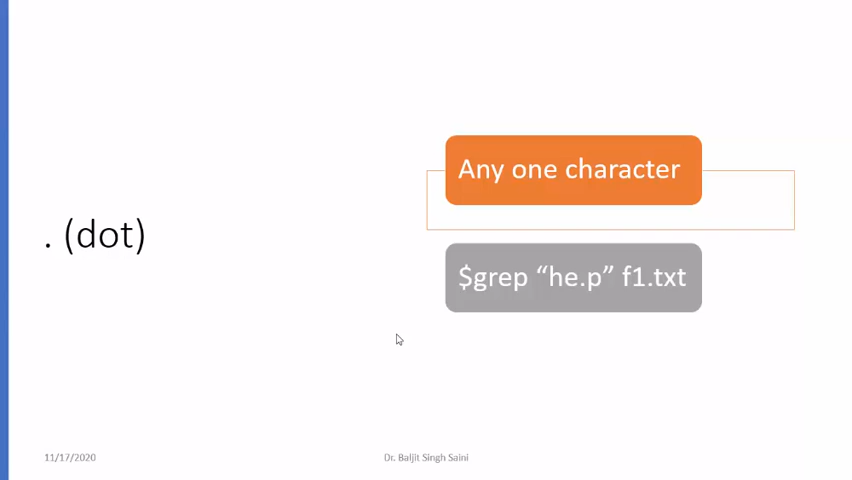 . (dot)
Any one character
$grep “he.p” f1.txt
11/17/2020
Dr. Baljit Singh Saini